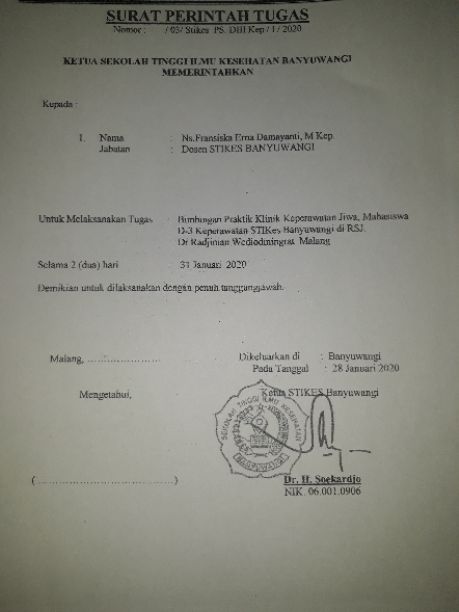 SURAT PERINTAH TUGAS
Nomor : / 03/ Stikes PS. DIII Kep / 1 / 2020
KETUA SEKOLAH TINGGI ILMU KESEHATAN BANYUWANGI
MEMERINTAHKAN
Kepada :
1. Nama : Ns.Fransiska Erna Damayanti, M Kep.
Jabatan : Dosen STIKES BANYUWANGI
Untuk Melaksanakan Tugas : Bimbingan Praktik Klinik Keperawatan Jiwa, Mahasiswa
D-3 Keperawatan STIKes Banyuwangi di RSJ.
Dr Radjiman Wediodiningrat Malang
Selama 2 (dua) hari : 31 Januari 2020
Demikian untuk dilaksanakan dengan penuh tanggungjawab.
Malang, ....................
Dikeluarkan di : Banyuwangi
Pada Tanggal : 28 Januari 2020
Mengetahui,
Ketua STIKES Banyuwangi
SEKOLAH TINGGI ILMU KESEHATAN
BANYUWANGI
(........................................)
Dr. H. Soekardjo
NIK. 06.001.0906